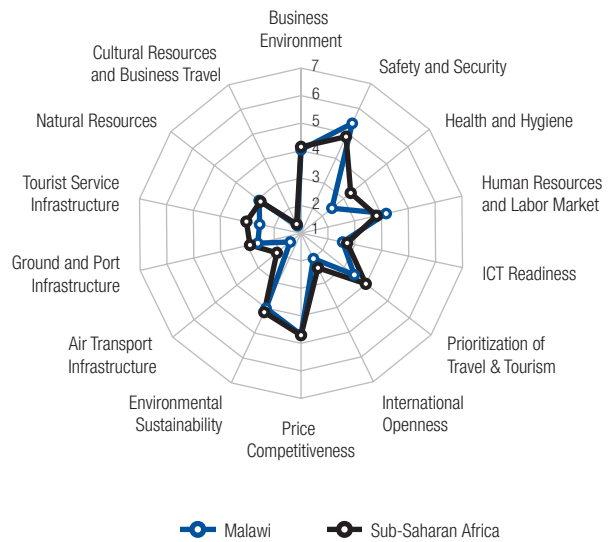 Business
Environment
Cultural Resources
and Business Travel
Safety and Security
Natural Resources
Health and Hygiene
Tourist Service
Infrastructure
Human Resources
and Labor Market
Ground and Port
Infrastructure
ICT Readiness
Air Transport
Infrastructure
Prioritization of
Travel & Tourism
Environmental
Sustainability
International
Openness
Price
Competitiveness
7
6
5
4
3
2
1
Malawi
Sub-Saharan Africa